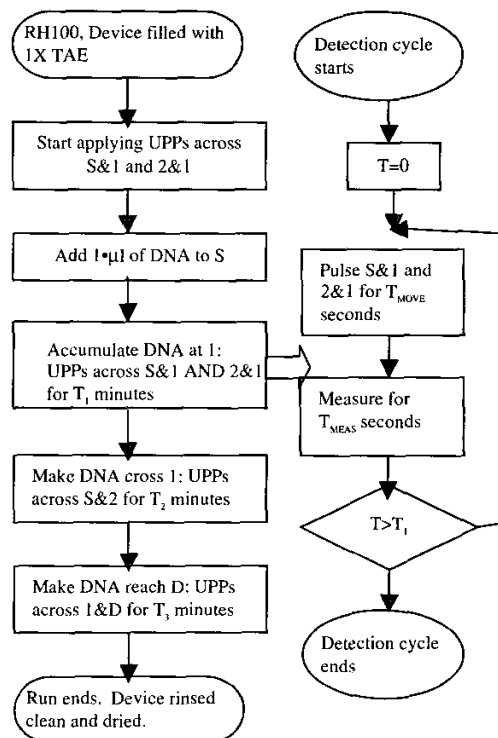 RH100, Device filled with
1X TAE
Start applying UPPs across
S&1 and 2&1
Add 1•µl of DNA to S
Accumulate DNA at 1:
UPPs across S&1 AND 2&1
for T₁ minutes
Make DNA cross 1: UPPs
across S&2 for T₂ minutes
Make DNA reach D: UPPs
across 1&D for T₃ minutes
Run ends. Device rinsed
clean and dried.
Detection cycle
starts
T=0
Pulse S&1 and
2&1 for T_MOVE
seconds
Measure for
T_MEAS seconds
T>T₁
Detection cycle
ends